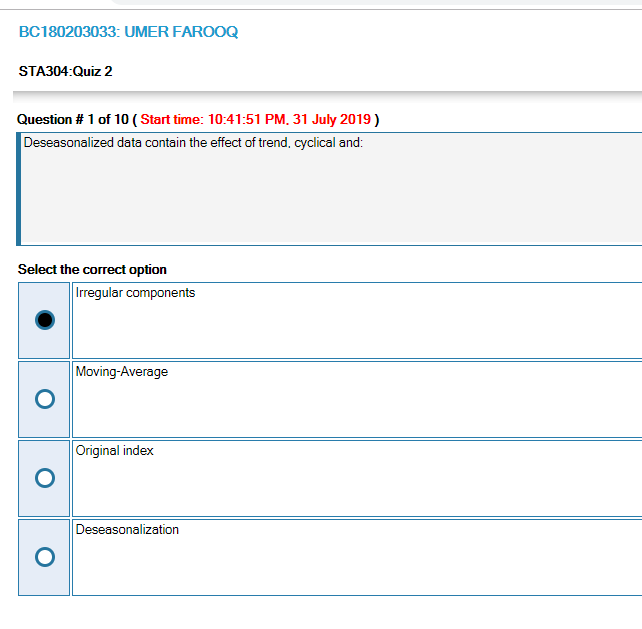 BC180203033: UMER FAROOQ
STA304:Quiz 2
Question # 1 of 10 ( Start time: 10:41:51 PM, 31 July 2019 )
Deseasonalized data contain the effect of trend, cyclical and:
Select the correct option
Irregular components
Moving-Average
Original index
Deseasonalization